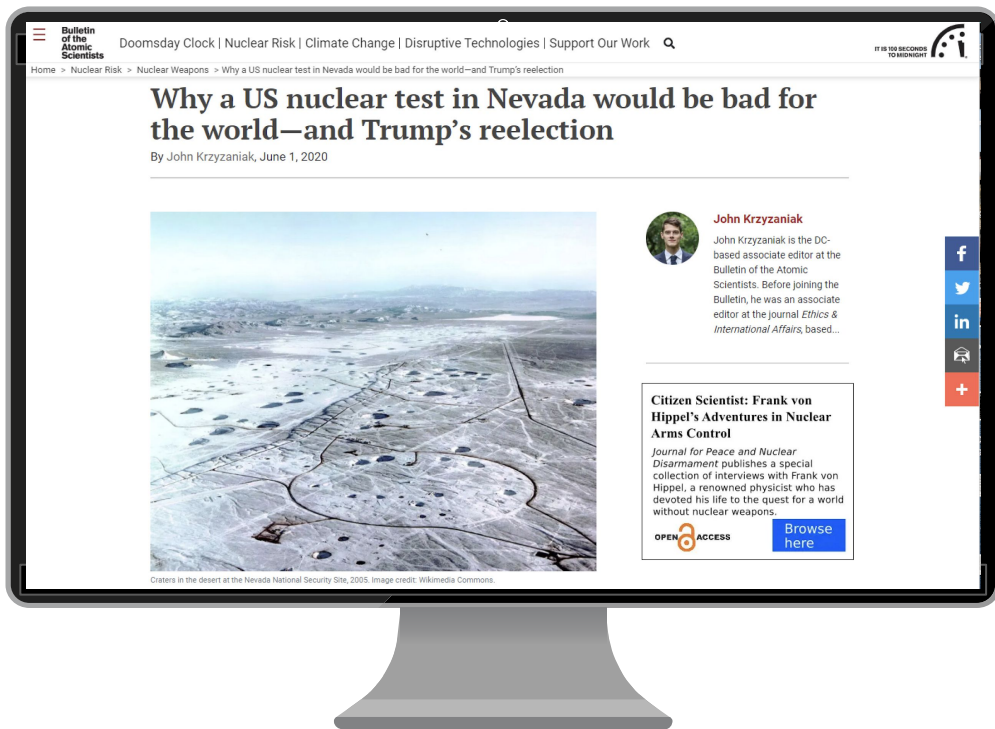 Bulletin
of the
Atomic
Scientists
Doomsday Clock | Nuclear Risk | Climate Change | Disruptive Technologies | Support Our Work
IT IS 100 SECONDS
TO MIDNIGHT
Home > Nuclear Risk > Nuclear Weapons > Why a US nuclear test in Nevada would be bad for the world—and Trump's reelection
Why a US nuclear test in Nevada would be bad for
the world—and Trump’s reelection
By John Krzyzaniak, June 1, 2020
John Krzyzaniak
John Krzyzaniak is the DC-
based associate editor at the
Bulletin of the Atomic
Scientists. Before joining the
Bulletin, he was an associate
editor at the journal Ethics &
International Affairs, based...
Citizen Scientist: Frank von
Hippel’s Adventures in Nuclear
Arms Control
Journal for Peace and Nuclear
Disarmament publishes a special
collection of interviews with Frank von
Hippel, a renowned physicist who has
devoted his life to the quest for a world
without nuclear weapons.
OPEN ACCESS
Browse
here
Craters in the desert at the Nevada National Security Site, 2005. Image credit: Wikimedia Commons.